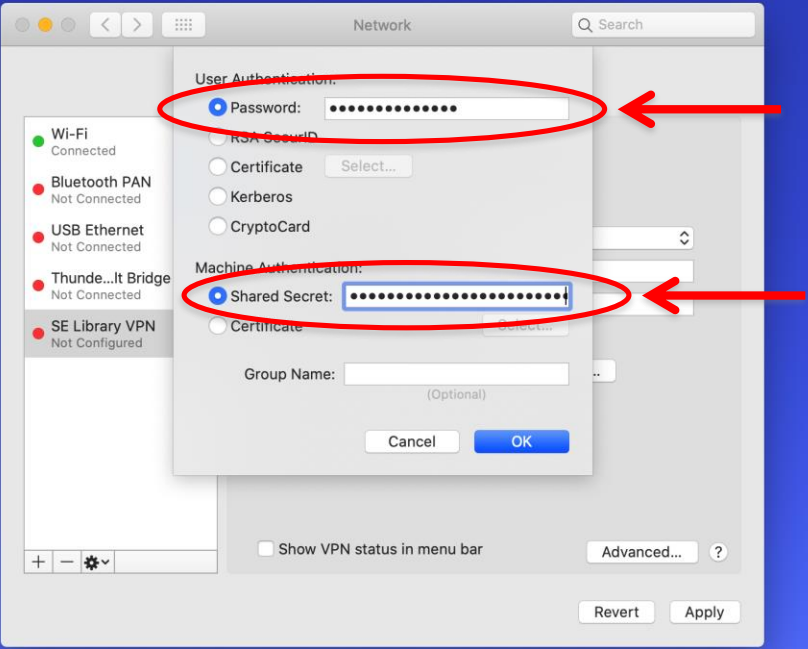 Network
Search
User Authentication:
Password: ••••••••••••••
RSA SecurID
Certificate Select...
Kerberos
CryptoCard
Machine Authentication:
Shared Secret: ••••••••••••••••••••••••
Certificate Select...
Group Name:
(Optional)
Cancel OK
Wi-Fi
Connected
Bluetooth PAN
Not Connected
USB Ethernet
Not Connected
Thunde...lt Bridge
Not Connected
SE Library VPN
Not Configured
..
Show VPN status in menu bar
Advanced... ?
+ −
Revert Apply